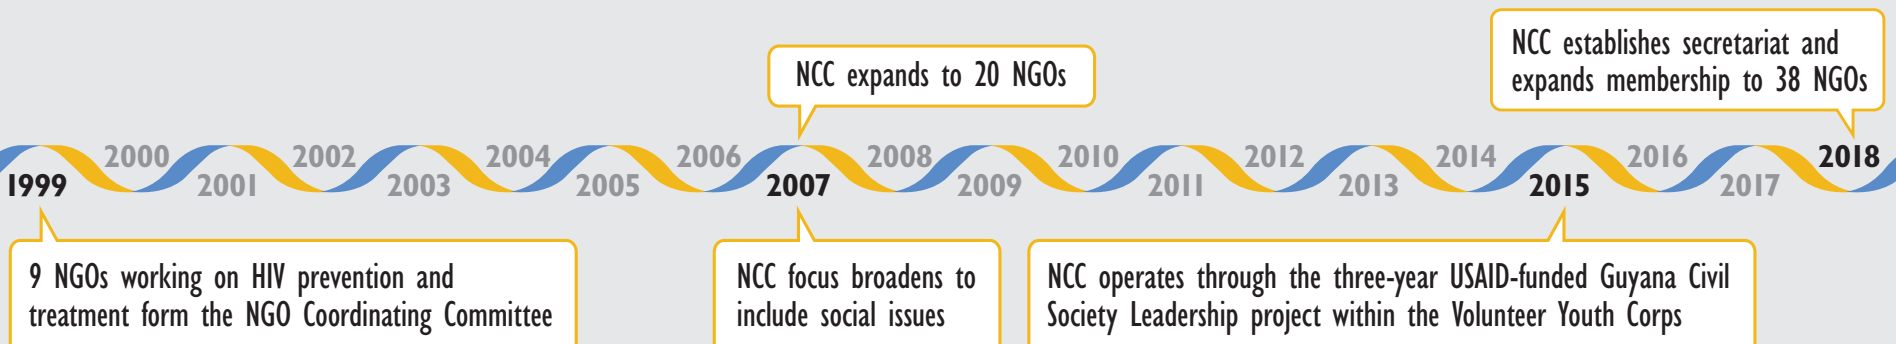 NCC establishes secretariat and
expands membership to 38 NGOs
NCC expands to 20 NGOs
1999
2000
2001
2002
2003
2004
2005
2006
2007
2008
2009
2010
2011
2012
2013
2014
2015
2016
2017
2018
9 NGOs working on HIV prevention and
treatment form the NGO Coordinating Committee
NCC focus broadens to
include social issues
NCC operates through the three-year USAID-funded Guyana Civil
Society Leadership project within the Volunteer Youth Corps